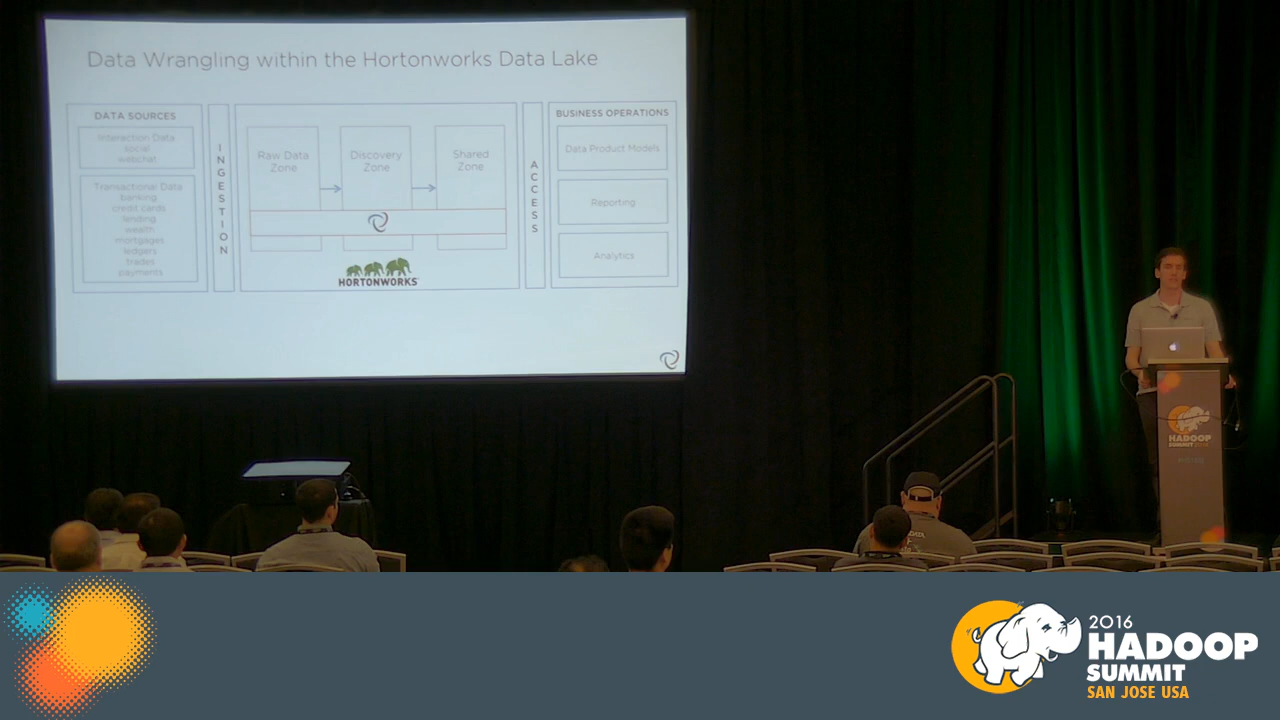 Data Wrangling within the Hortonworks Data Lake
DATA SOURCES
Interaction Data
social
webchat
Transactional Data
banking
credit cards
lending
wealth
mortgages
ledgers
trades
payments
INGESTION
Raw Data
Zone
Discovery
Zone
Shared
Zone
HORTONWORKS
ACCESS
BUSINESS OPERATIONS
Data Product Models
Reporting
Analytics
HADOOP
SUMMIT
2016
HADOOP
SUMMIT
SAN JOSE USA